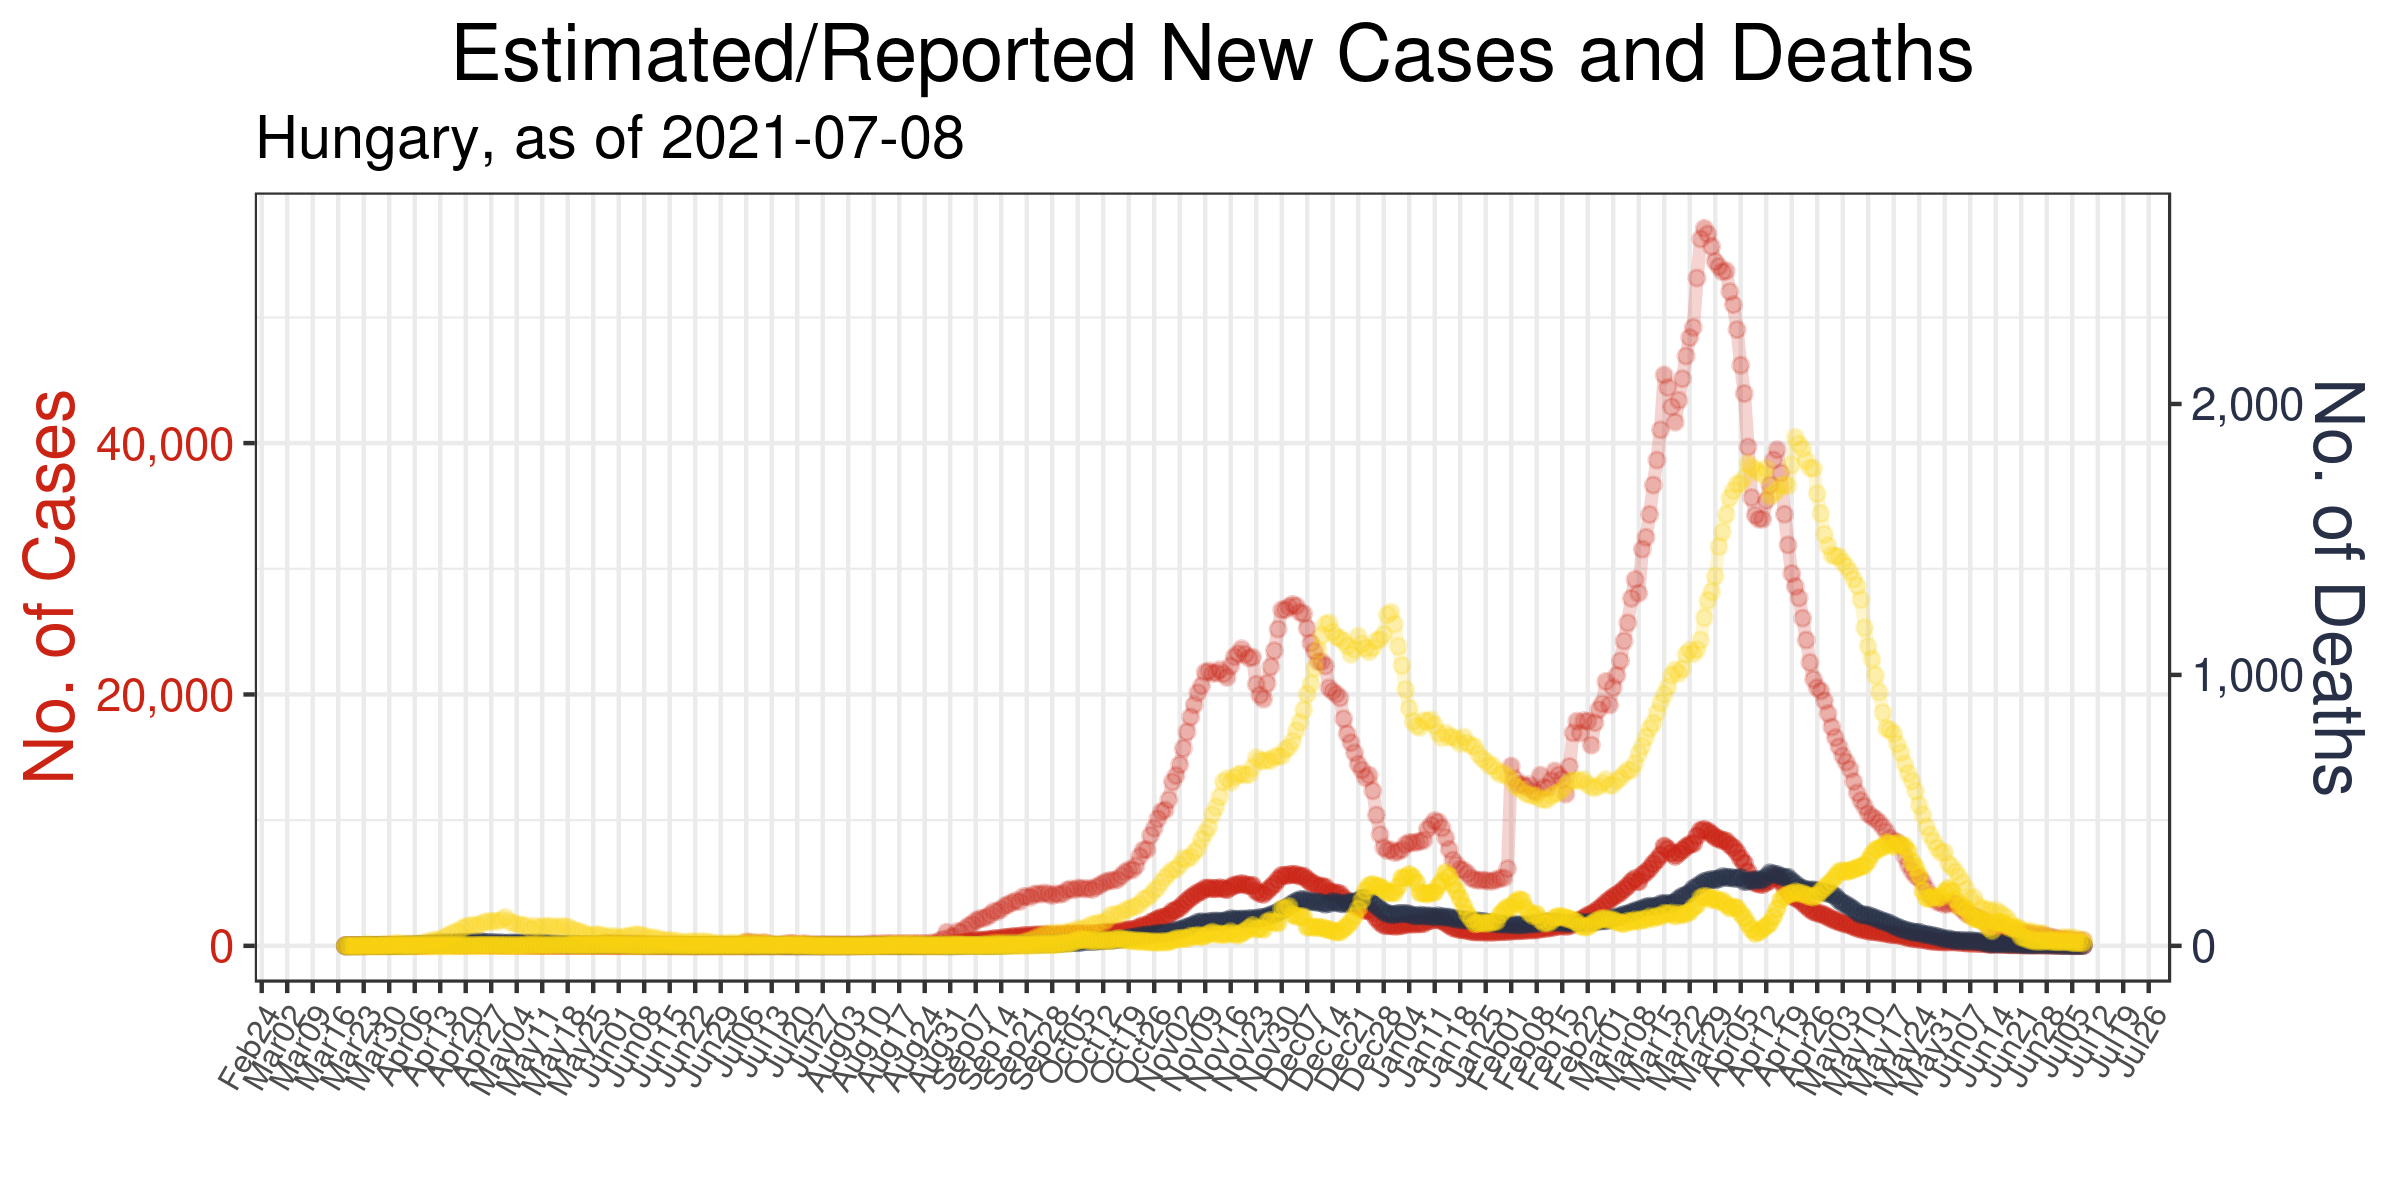 Estimated/Reported New Cases and Deaths
Hungary, as of 2021-07-08
No. of Cases
40,000
20,000
0
2,000
1,000
0
No. of Deaths
Feb24
Mar02
Mar09
Mar16
Mar23
Mar30
Apr06
Apr13
Apr20
Apr27
May04
May11
May18
May25
Jun01
Jun08
Jun15
Jun22
Jun29
Jul06
Jul13
Jul20
Jul27
Aug03
Aug10
Aug17
Aug24
Aug31
Sep07
Sep14
Sep21
Sep28
Oct05
Oct12
Oct19
Oct26
Nov02
Nov09
Nov16
Nov23
Nov30
Dec07
Dec14
Dec21
Dec28
Jan04
Jan11
Jan18
Jan25
Feb01
Feb08
Feb15
Feb22
Mar01
Mar08
Mar15
Mar22
Mar29
Apr05
Apr12
Apr19
Apr26
May03
May10
May17
May24
May31
Jun07
Jun14
Jun21
Jun28
Jul05
Jul12
Jul19
Jul26